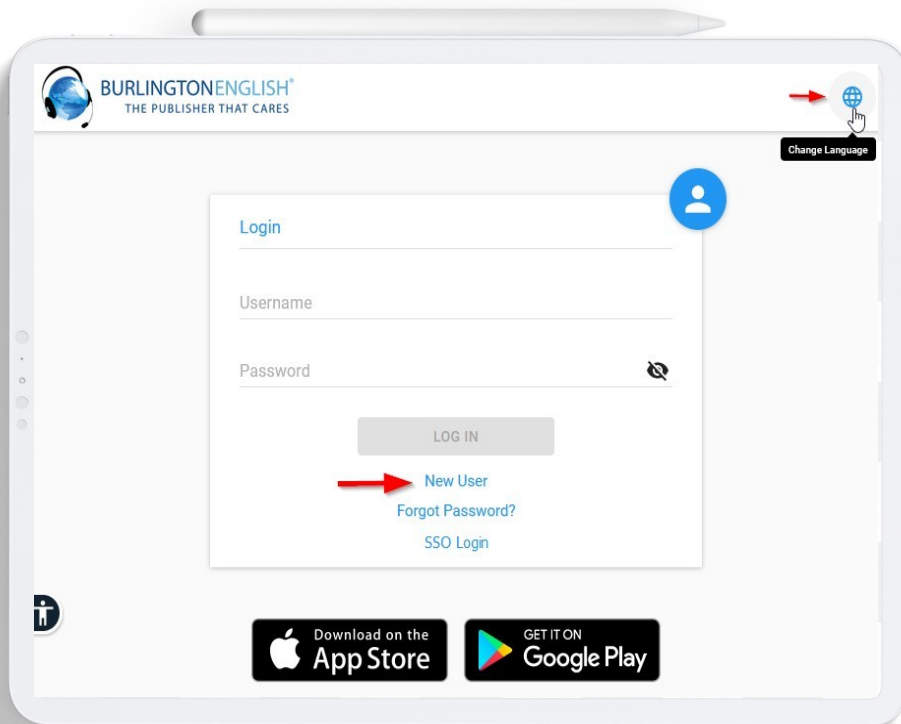 BURLINGTONENGLISH®
THE PUBLISHER THAT CARES
Change Language
Login
Username
Password
LOG IN
New User
Forgot Password?
SSO Login
Download on the
App Store
GET IT ON
Google Play